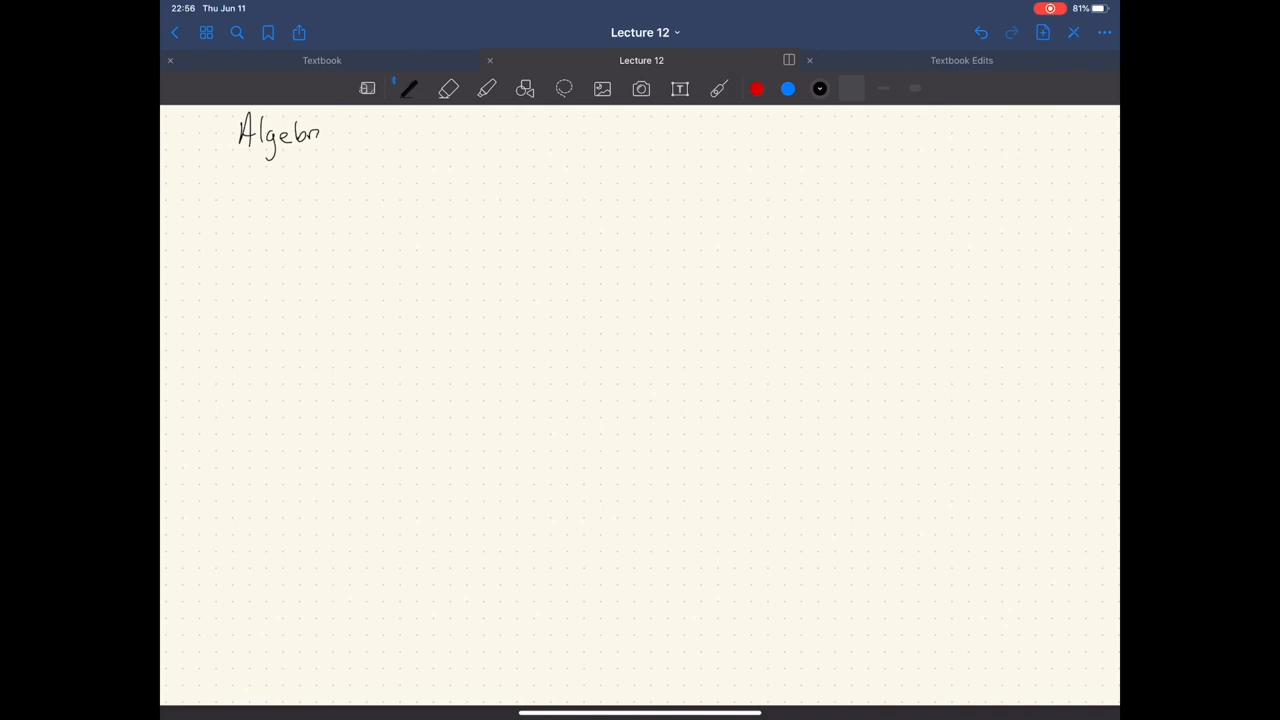 22:56 Thu Jun 11
81%
Lecture 12
Textbook
Lecture 12
Textbook Edits
Algebr